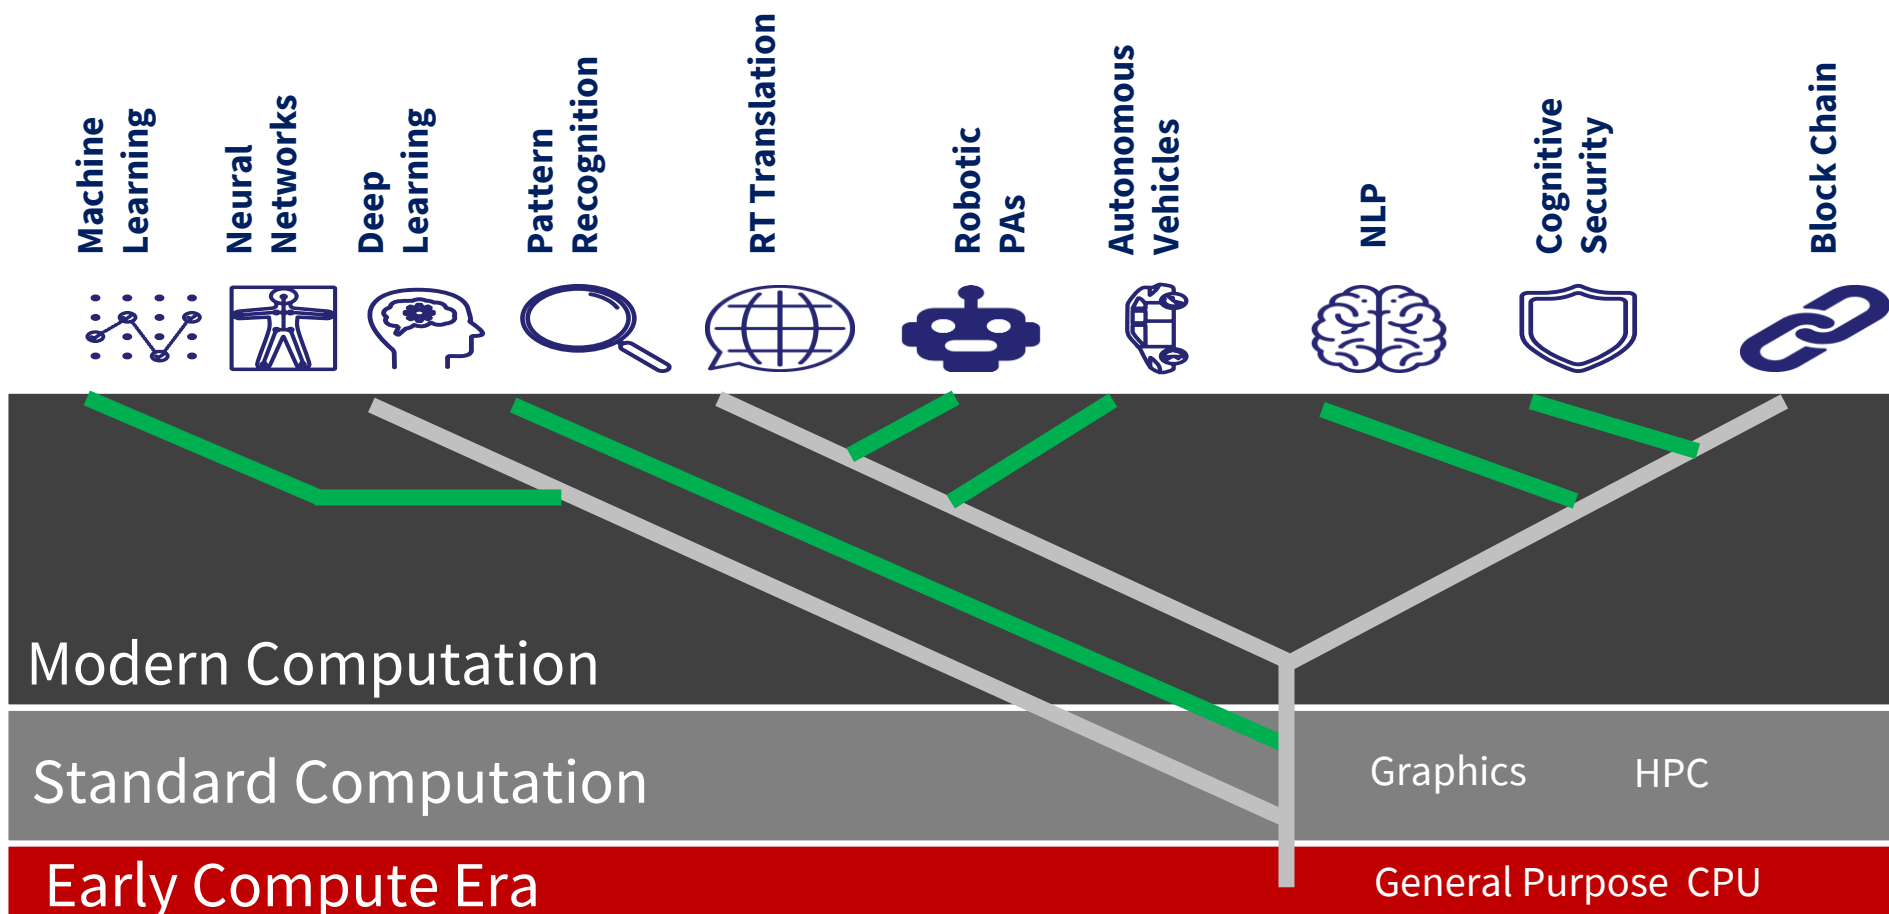 Machine
Learning
Neural
Networks
Deep
Learning
Pattern
Recognition
RT Translation
Robotic
PAs
Autonomous
Vehicles
NLP
Cognitive
Security
Block Chain
Modern Computation
Standard Computation
Graphics
HPC
Early Compute Era
General Purpose CPU